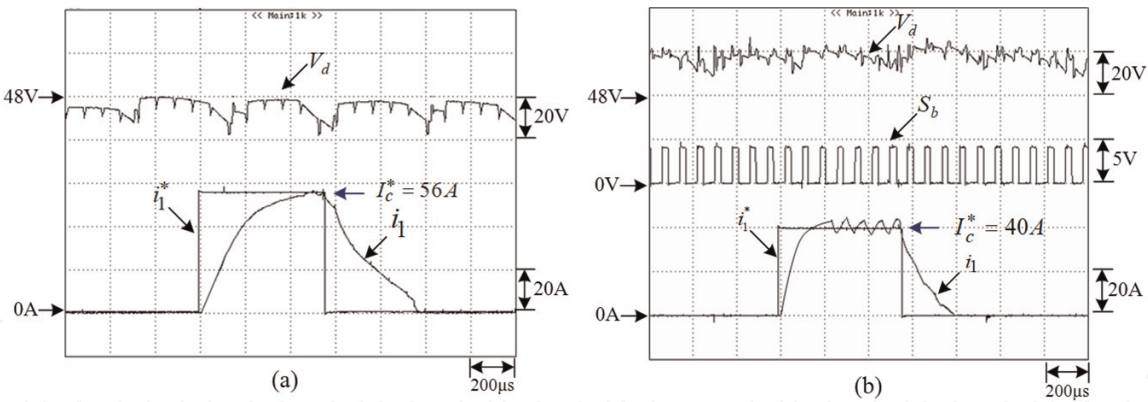 << Main:1k >>
V_d
48V
20V
i_1^*
I_c^* = 56A
i_1
20A
0A
200μs
(a)
<< Main:1k >>
V_d
20V
48V
S_b
5V
0V
i_1^*
I_c^* = 40A
i_1
20A
0A
200μs
(b)